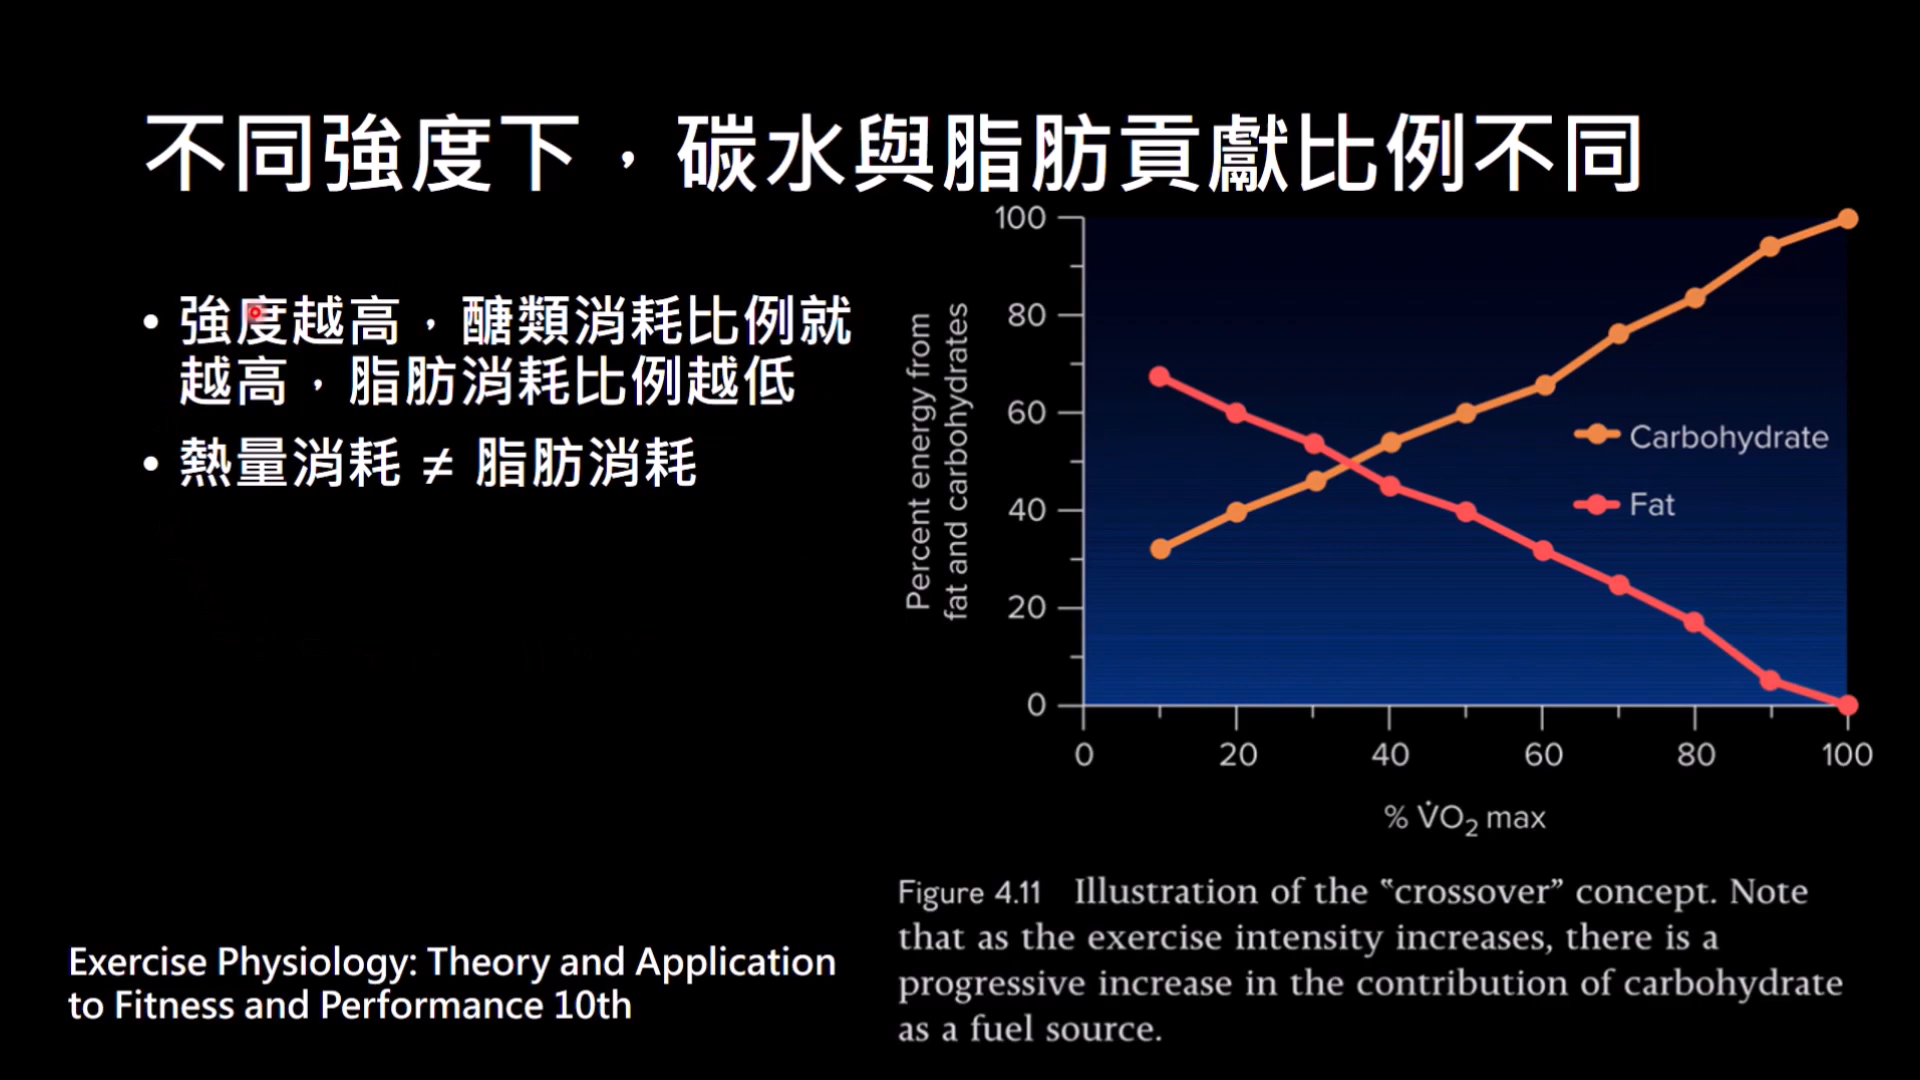 不同強度下，碳水與脂肪貢獻比例不同
• 強度越高，醣類消耗比例就
越高，脂肪消耗比例越低
• 熱量消耗 ≠ 脂肪消耗
Exercise Physiology: Theory and Application
to Fitness and Performance 10th
Percent energy from
fat and carbohydrates
100
80
60
40
20
0
Carbohydrate
Fat
0 20 40 60 80 100
% V̇O₂ max
Figure 4.11 Illustration of the “crossover” concept. Note
that as the exercise intensity increases, there is a
progressive increase in the contribution of carbohydrate
as a fuel source.